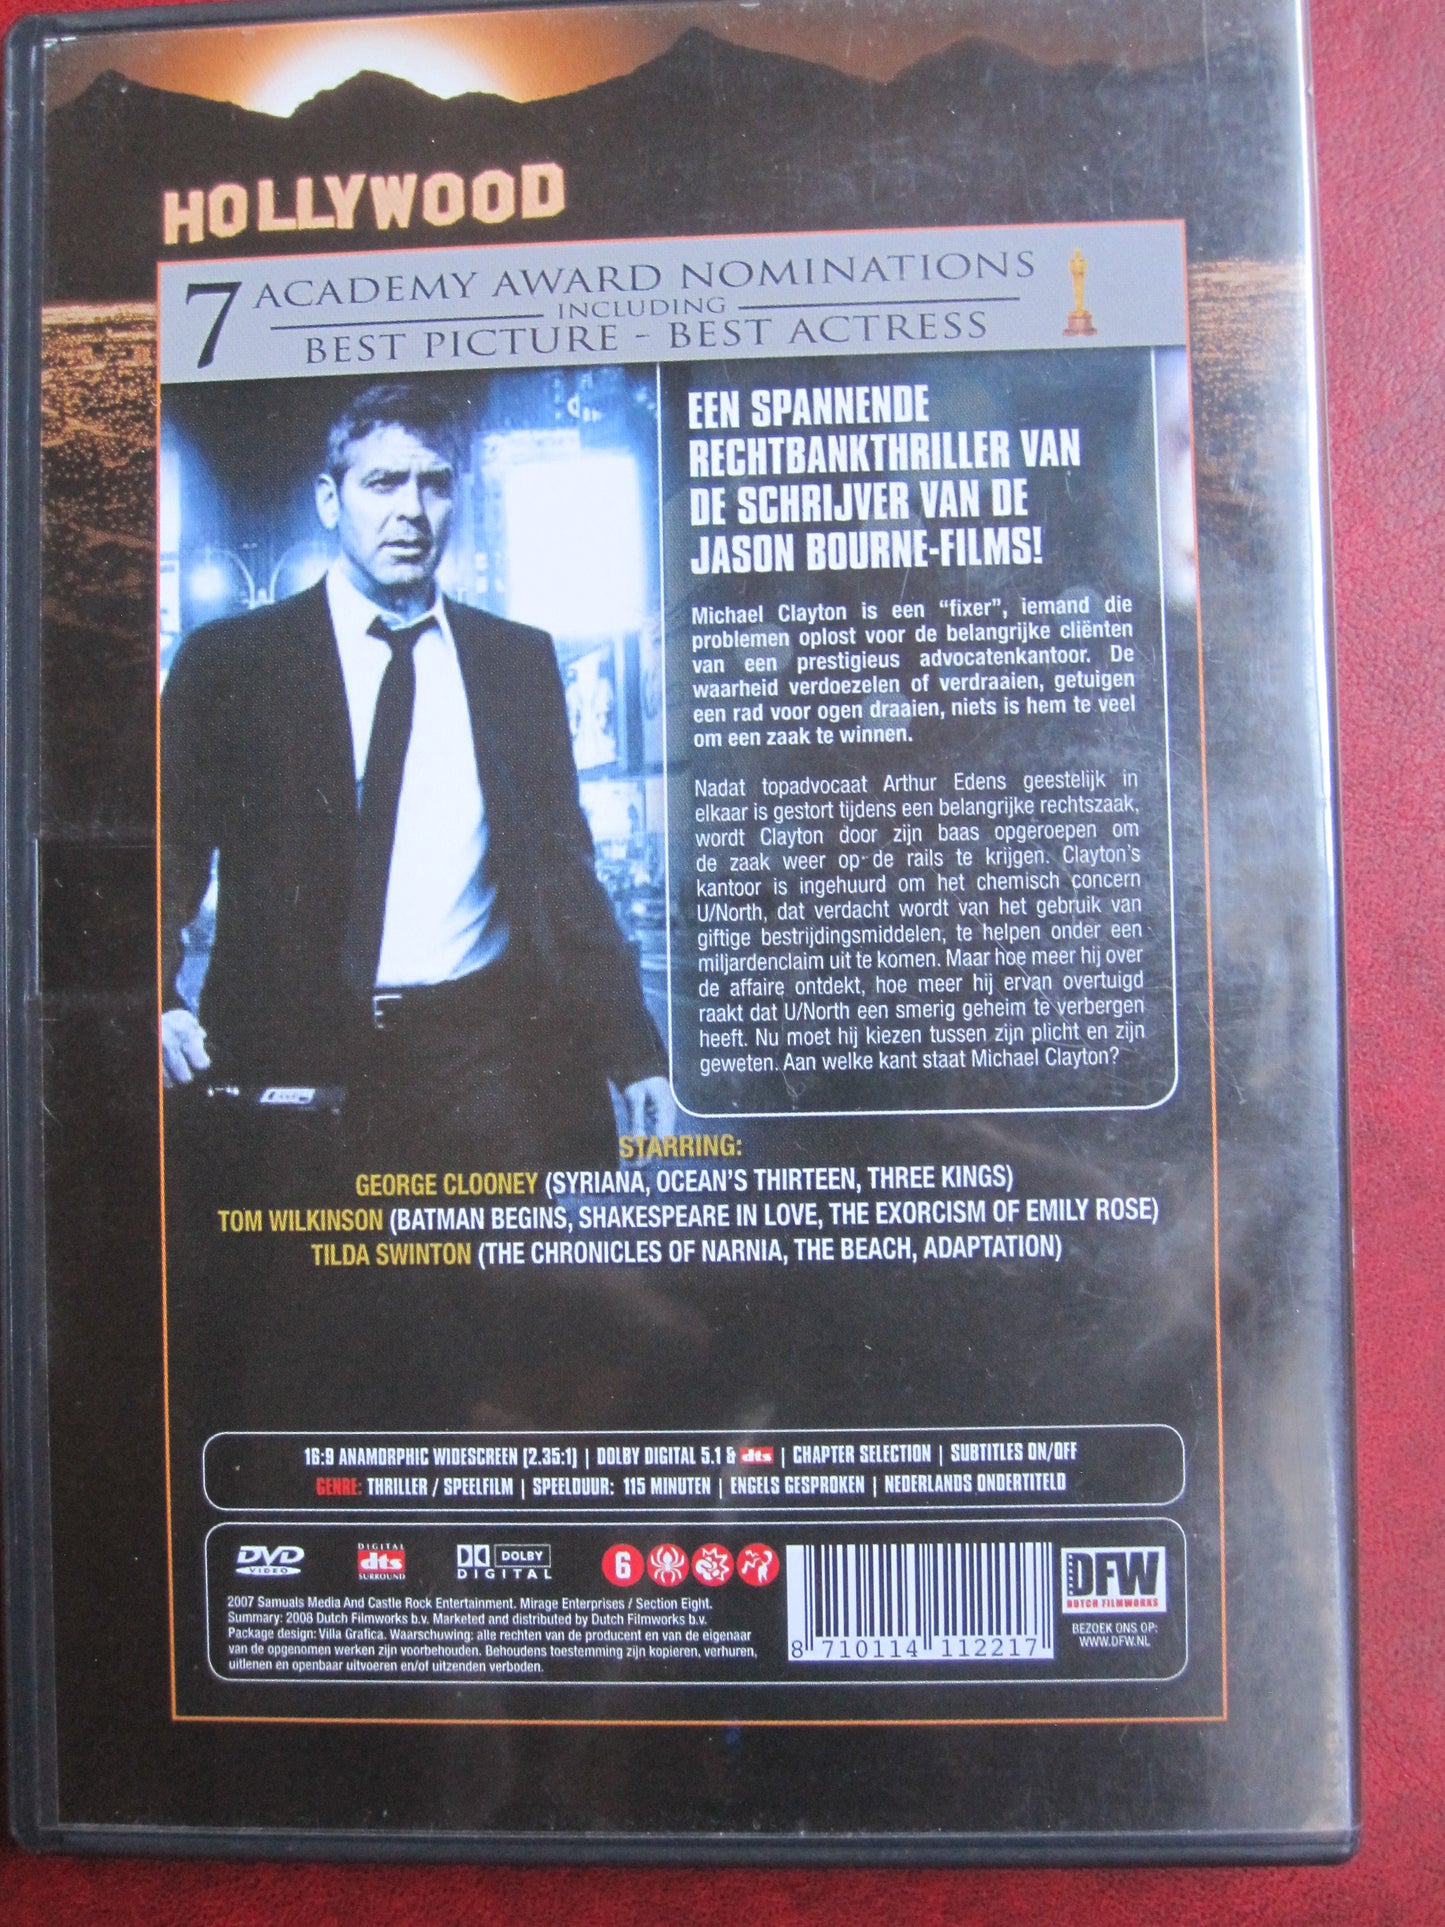 HOLLYWOOD
7 ACADEMY AWARD NOMINATIONS
INCLUDING
BEST PICTURE - BEST ACTRESS
EEN SPANNENDE
RECHTBANKTHRILLER VAN
DE SCHRIJVER VAN DE
JASON BOURNE-FILMS!
Michael Clayton is een “fixer”, iemand die
problemen oplost voor de belangrijke cliënten
van een prestigieus advocatenkantoor. De
waarheid verdoezelen of verdraaien, getuigen
een rad voor ogen draaien, niets is hem te veel
om een zaak te winnen.
Nadat topadvocaat Arthur Edens geestelijk in
elkaar is gestort tijdens een belangrijke rechtszaak,
wordt Clayton door zijn baas opgeroepen om
de zaak weer op de rails te krijgen. Clayton's
kantoor is ingehuurd om het chemisch concern
U/North, dat verdacht wordt van het gebruik van
giftige bestrijdingsmiddelen, te helpen onder een
miljardenclaim uit te komen. Maar hoe meer hij over
de affaire ontdekt, hoe meer hij ervan overtuigd
raakt dat U/North een smerig geheim te verbergen
heeft. Nu moet hij kiezen tussen zijn plicht en zijn
geweten. Aan welke kant staat Michael Clayton?
STARRING:
GEORGE CLOONEY (SYRIANA, OCEAN'S THIRTEEN, THREE KINGS)
TOM WILKINSON (BATMAN BEGINS, SHAKESPEARE IN LOVE, THE EXORCISM OF EMILY ROSE)
TILDA SWINTON (THE CHRONICLES OF NARNIA, THE BEACH, ADAPTATION)
16:9 ANAMORPHIC WIDESCREEN (2.35:1) | DOLBY DIGITAL 5.1 & dts | CHAPTER SELECTION | SUBTITLES ON/OFF
GENRE: THRILLER / SPEELFILM | SPEELDUUR: 115 MINUTEN | ENGELS GESPROKEN | NEDERLANDS ONDERTITELD
DVD
VIDEO
DIGITAL
dts
SURROUND
DOLBY
DIGITAL
6
2007 Samuals Media And Castle Rock Entertainment. Mirage Enterprises / Section Eight.
Summary: 2008 Dutch Filmworks b.v. Marketed and distributed by Dutch Filmworks b.v.
Package design: Villa Grafica. Waarschuwing: alle rechten van de producent en van de eigenaar
van de opgenomen werken zijn voorbehouden. Behoudens toestemming zijn kopieren, verhuren,
uitlenen en openbaar uitvoeren en/of uitzenden verboden.
8 710114 112217
DFW
DUTCH FILMWORKS
BEZOEK ONS OP:
WWW.DFW.NL